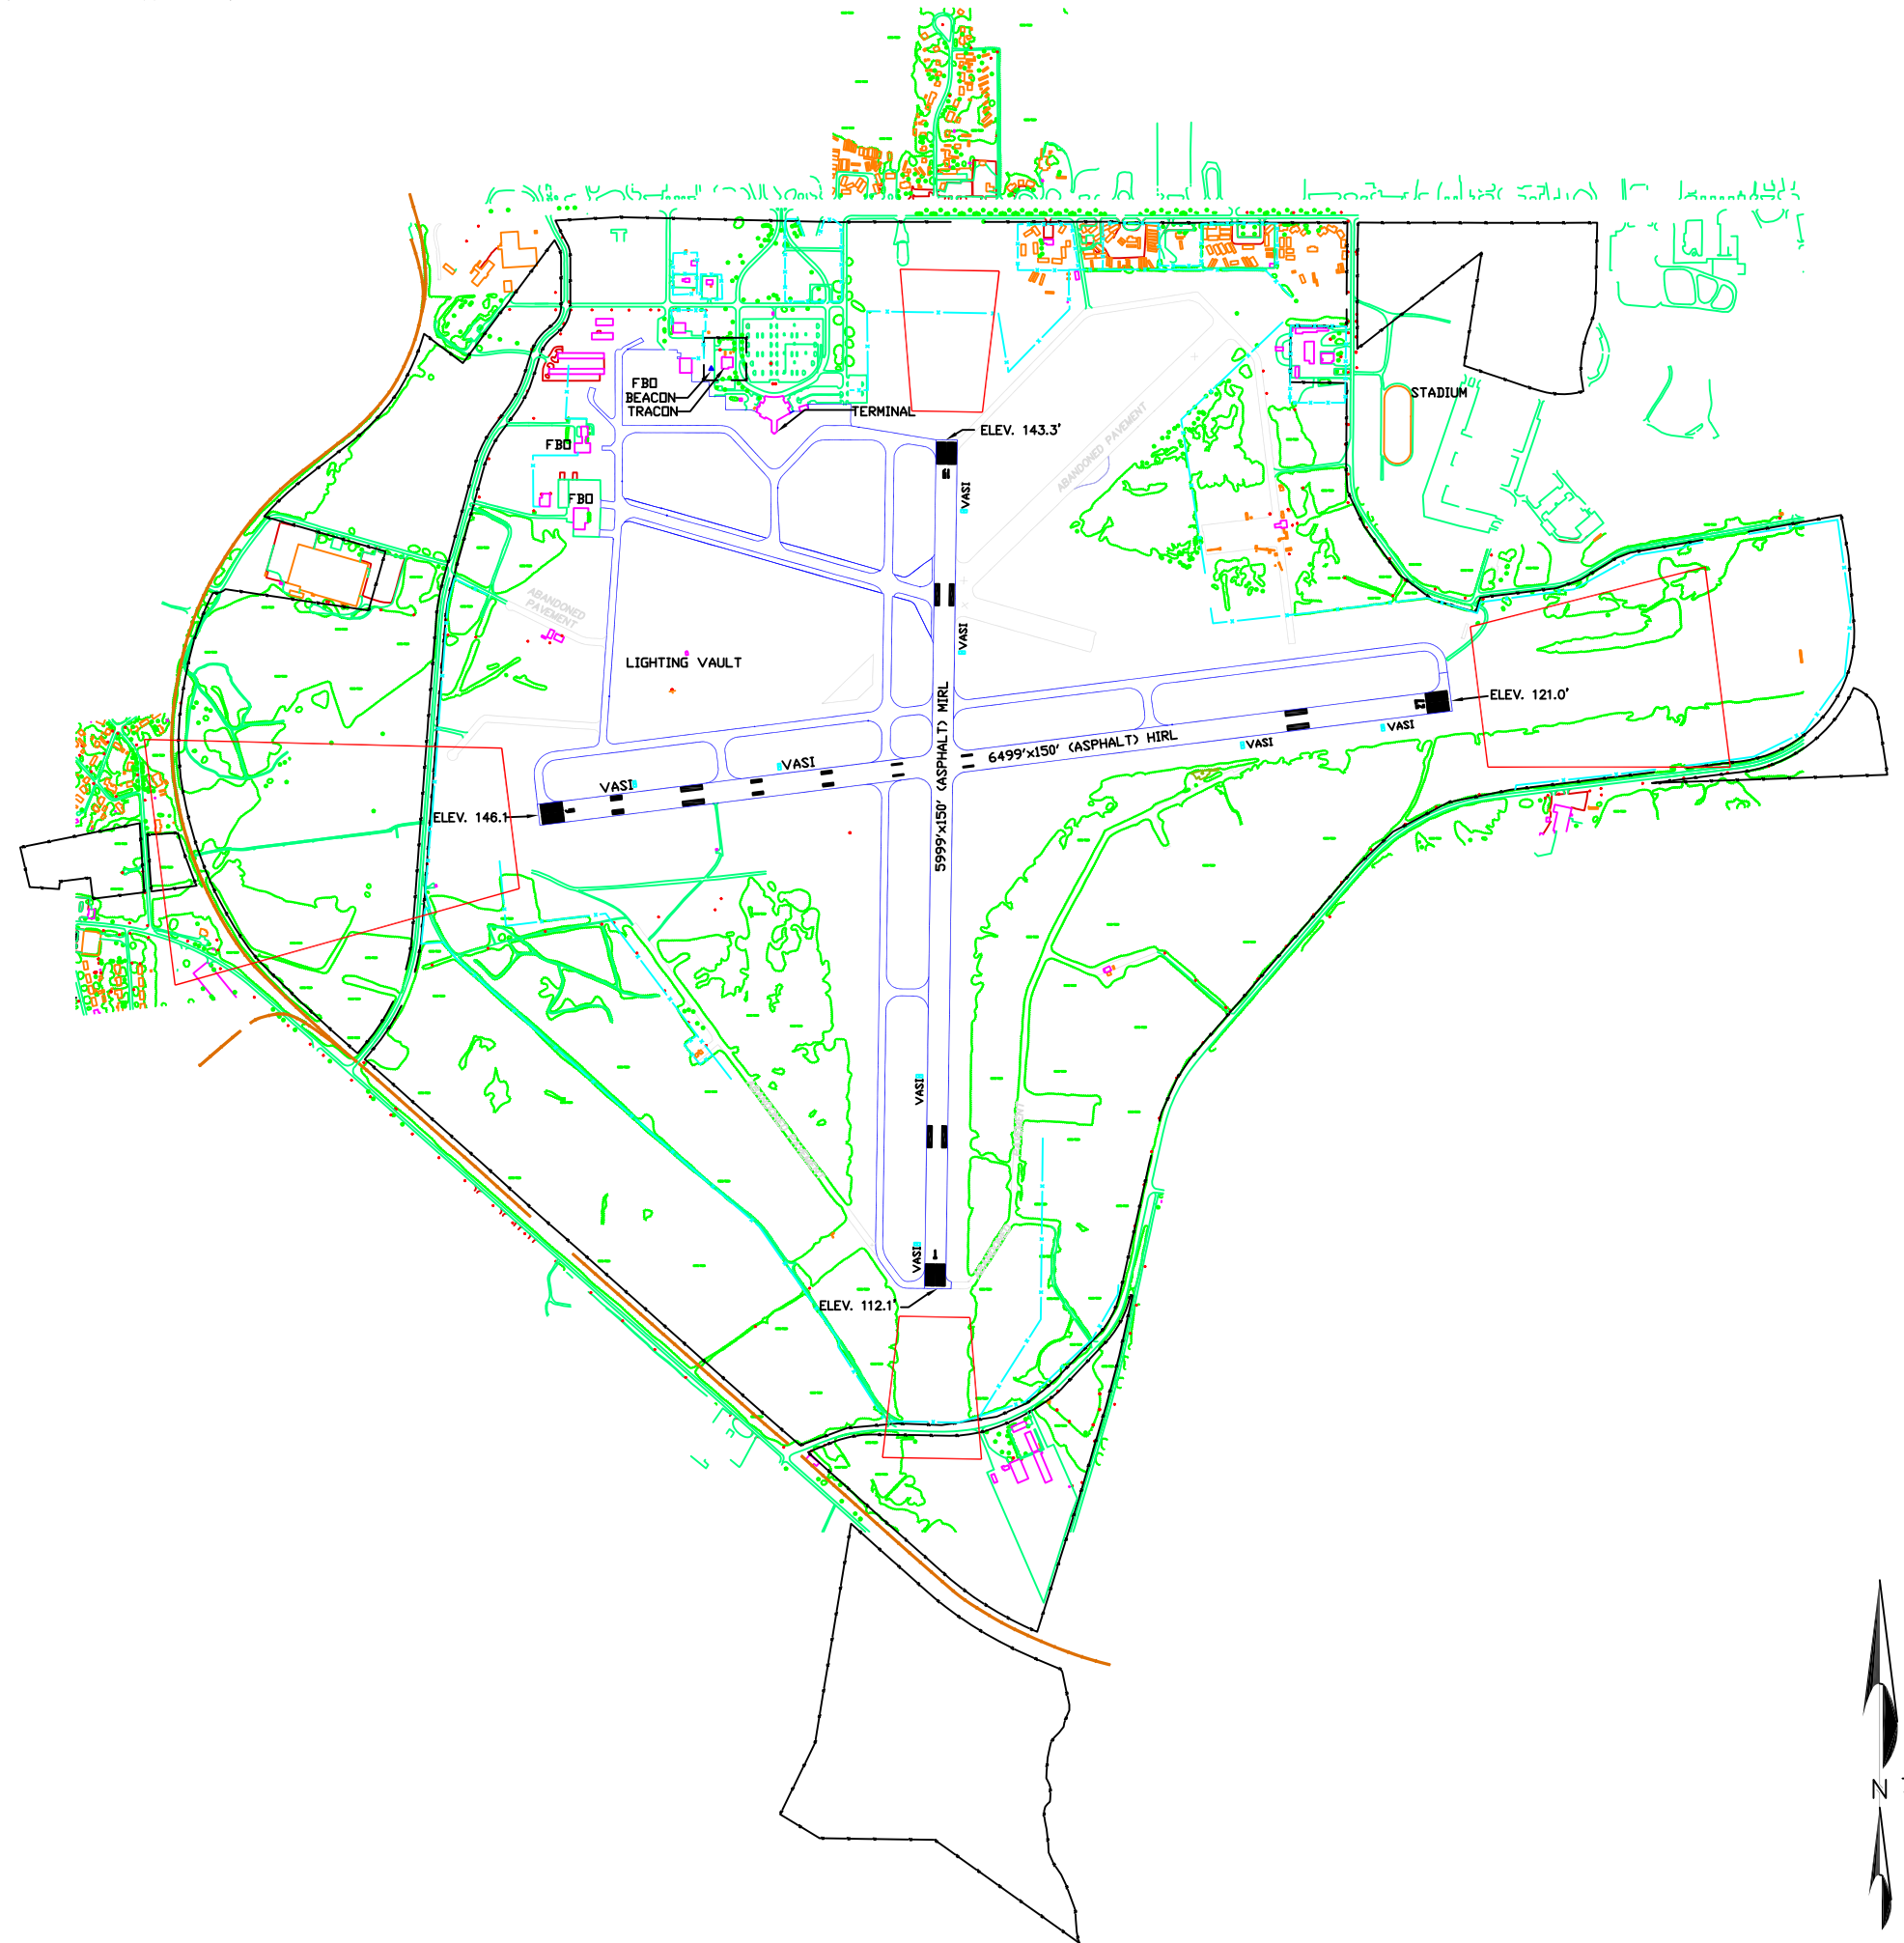 STADIUM
FBO
BEACON
TRACON
TERMINAL
ELEV. 143.3'
FBO
ABANDONED PAVEMENT
FBO
VASI
ABANDONED
PAVEMENT
VASI
LIGHTING VAULT
ELEV. 121.0'
VASI
VASI
6499'x150' (ASPHALT) HIRL
5999'x150' (ASPHALT) MIRL
VASI
VASI
ELEV. 146.1
VASI
VASI
ELEV. 112.1'
N